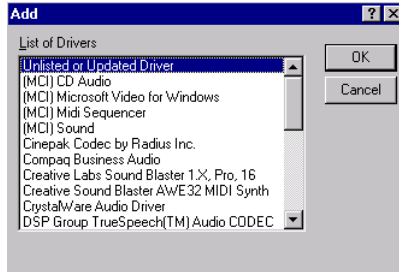 Add
List of Drivers
Unlisted or Updated Driver
(MCI) CD Audio
(MCI) Microsoft Video for Windows
(MCI) Midi Sequencer
(MCI) Sound
Cinepak Codec by Radius Inc.
Compaq Business Audio
Creative Labs Sound Blaster 1.X, Pro, 16
Creative Sound Blaster AWE32 MIDI Synth
CrystalWare Audio Driver
DSP Group TrueSpeech(TM) Audio CODEC
OK
Cancel